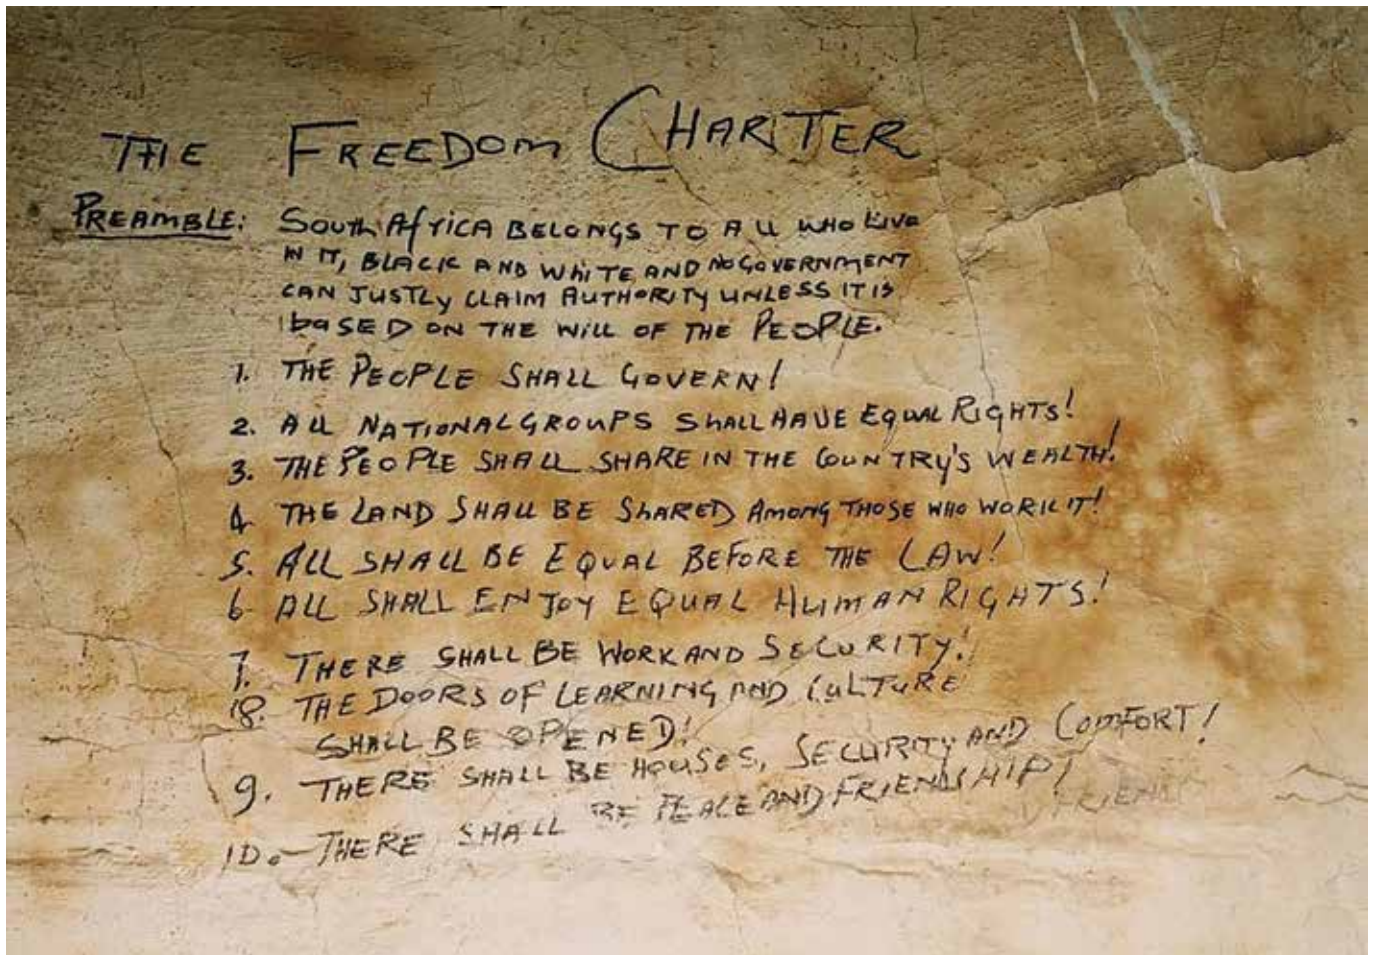 THE FREEDOM CHARTER
PREAMBLE: SOUTH AFRICA BELONGS TO ALL WHO LIVE
IN IT, BLACK AND WHITE, AND NO GOVERNMENT
CAN JUSTLY CLAIM AUTHORITY UNLESS IT IS
BASED ON THE WILL OF THE PEOPLE.
1. THE PEOPLE SHALL GOVERN!
2. ALL NATIONAL GROUPS SHALL HAVE EQUAL RIGHTS!
3. THE PEOPLE SHALL SHARE IN THE COUNTRY'S WEALTH!
4 THE LAND SHALL BE SHARED AMONG THOSE WHO WORK IT!
5. ALL SHALL BE EQUAL BEFORE THE LAW!
6 ALL SHALL ENJOY EQUAL HUMAN RIGHTS!
7. THERE SHALL BE WORK AND SECURITY!
8. THE DOORS OF LEARNING AND CULTURE
SHALL BE OPENED!
9. THERE SHALL BE HOUSES, SECURITY AND COMFORT!
10. THERE SHALL BE PEACE AND FRIENDSHIP!